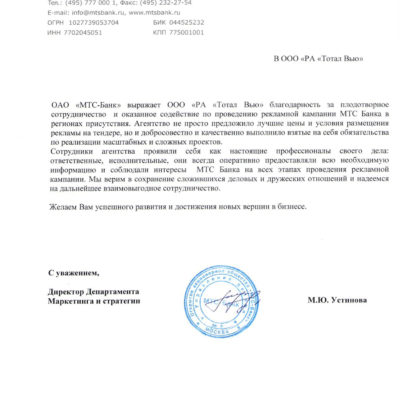 Тел.: (495) 777 000 1, Факс: (495) 232-27-54
E-mail: info@mtsbank.ru, www.mtsbank.ru
ОГРН 1027739053704 БИК 044525232
ИНН 7702045051 КПП 775001001
В ООО «РА «Тотал Вью»
ОАО «МТС-Банк» выражает ООО «РА «Тотал Вью» благодарность за плодотворное
сотрудничество и оказанное содействие по проведению рекламной кампании МТС Банка в
регионах присутствия. Агентство не просто предложило лучшие цены и условия размещения
рекламы на тендере, но и добросовестно и качественно выполнило взятые на себя обязательства
по реализации масштабных и сложных проектов.
Сотрудники агентства проявили себя как настоящие профессионалы своего дела:
ответственные, исполнительные, они всегда оперативно предоставляли всю необходимую
информацию и соблюдали интересы МТС Банка на всех этапах проведения рекламной
кампании. Мы верим в сохранение сложившихся деловых и дружеских отношений и надеемся
на дальнейшее взаимовыгодное сотрудничество.
Желаем Вам успешного развития и достижения новых вершин в бизнесе.
С уважением,
Директор Департамента
Маркетинга и стратегии М.Ю. Устинова